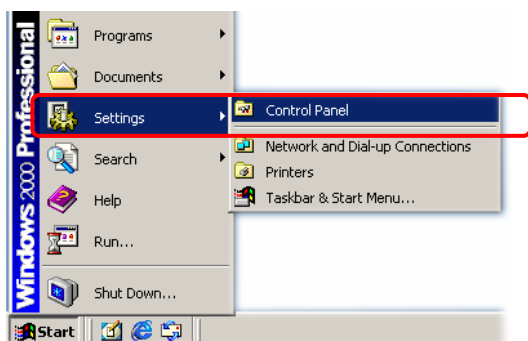 Windows 2000 Professional
Programs
Documents
Settings
Search
Help
Run...
Shut Down...
Control Panel
Network and Dial-up Connections
Printers
Taskbar & Start Menu...
Start